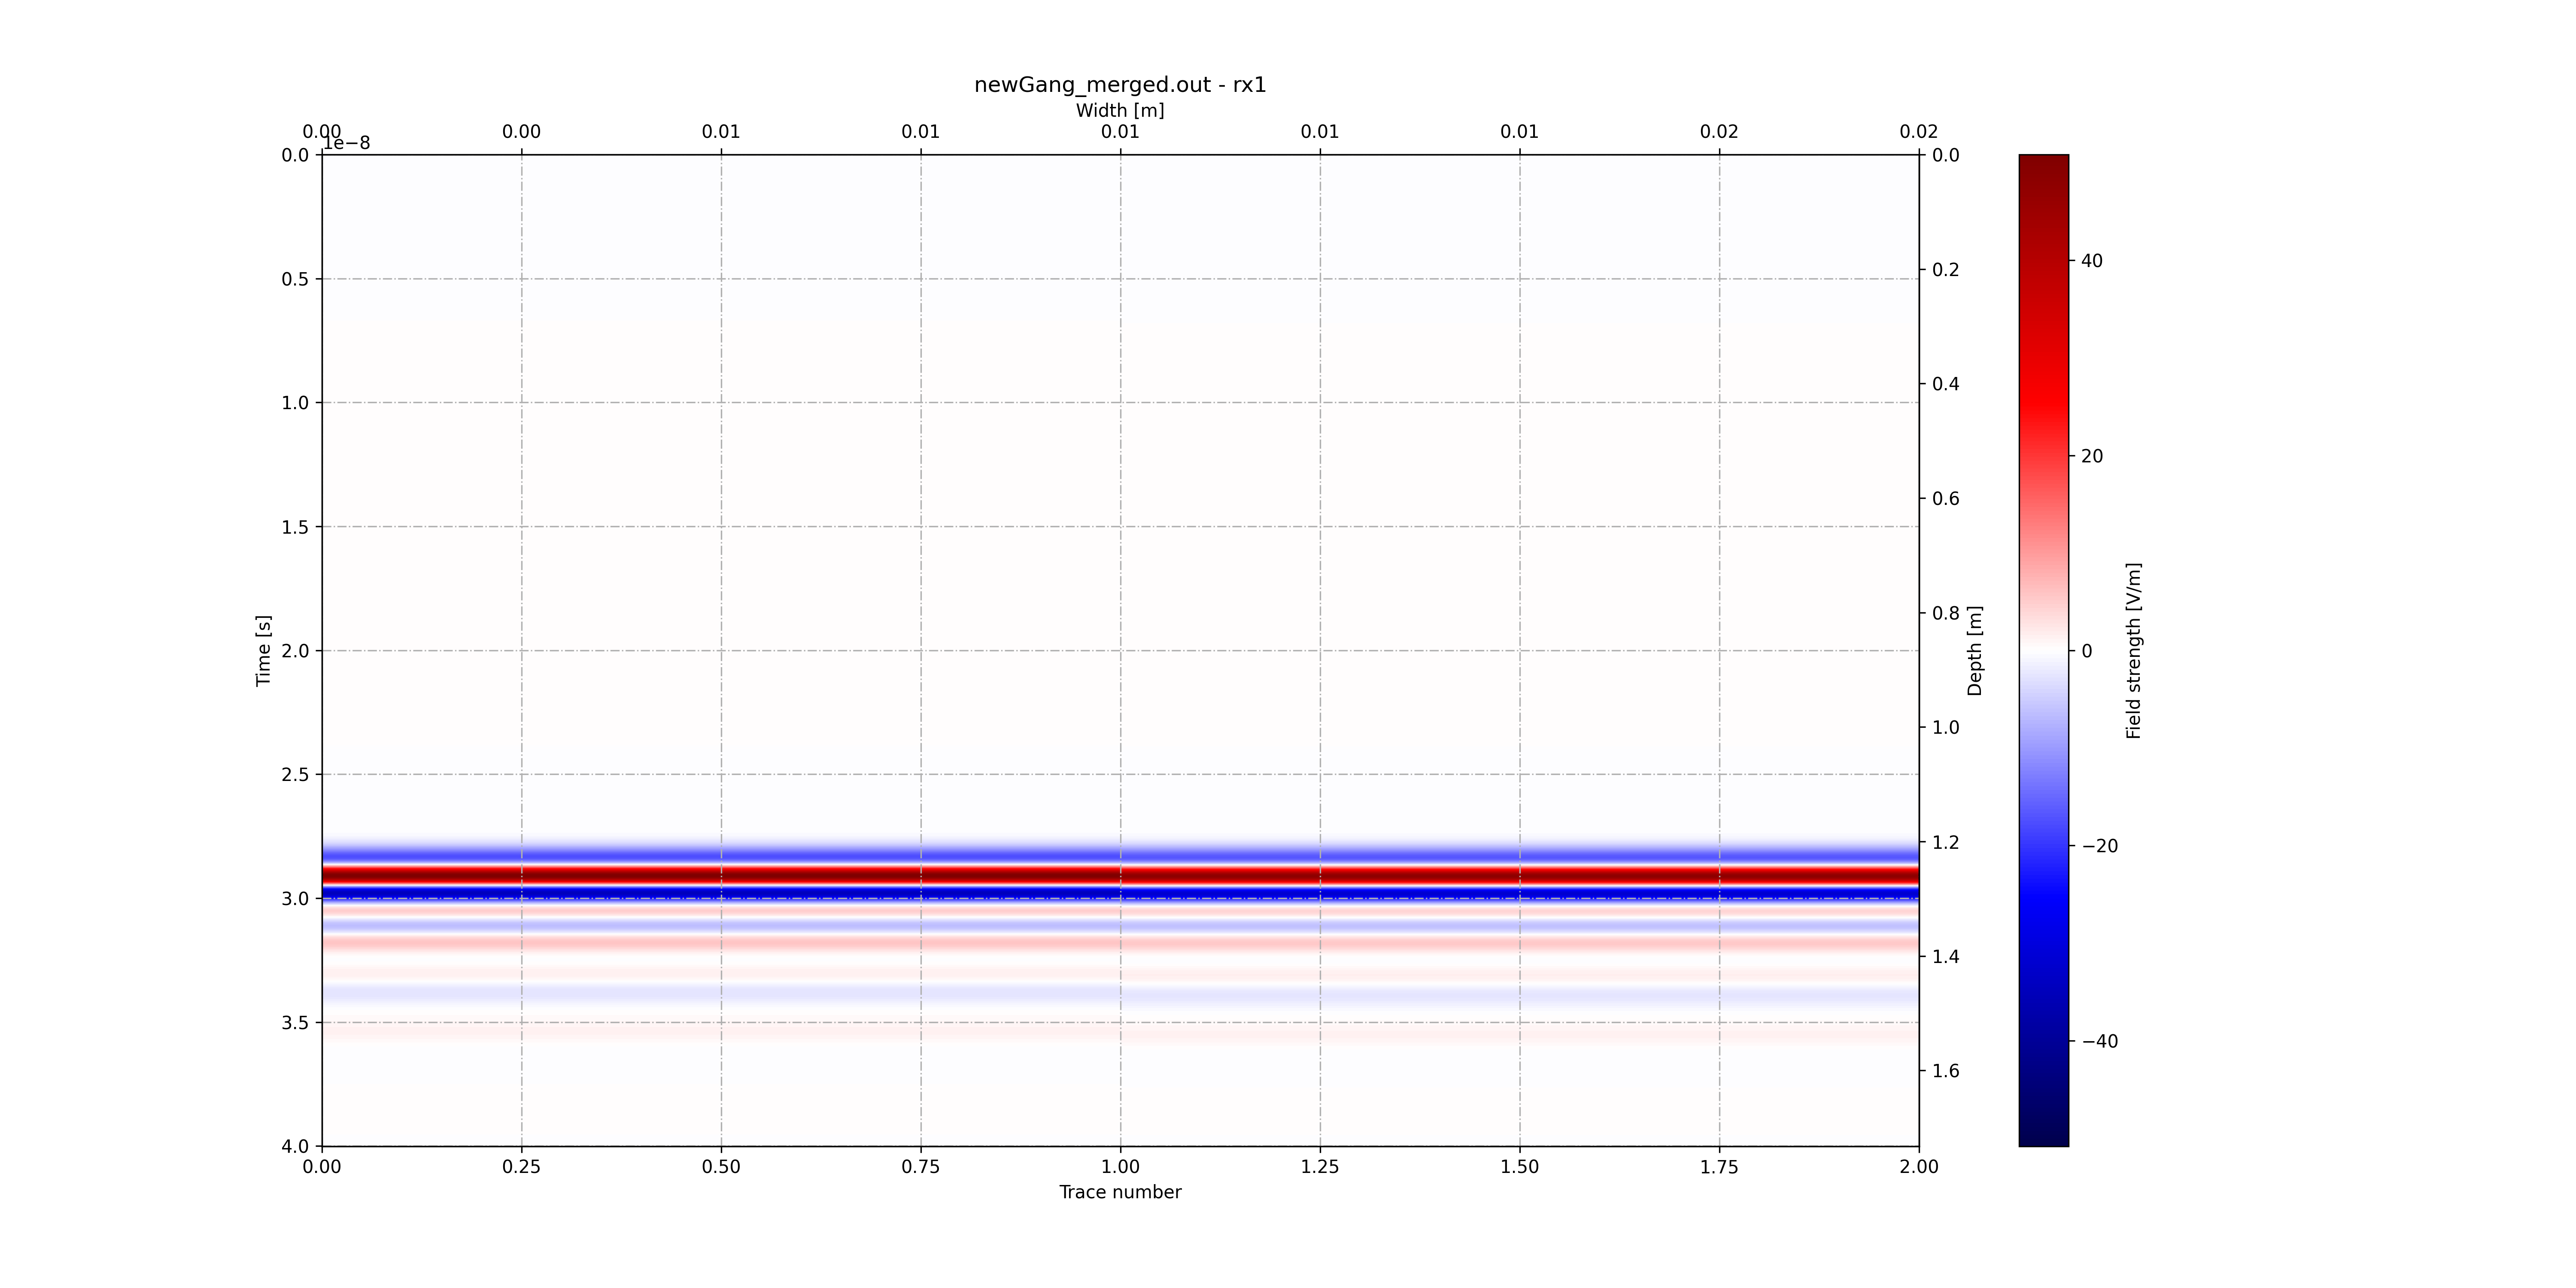 newGang_merged.out - rx1
Width [m]
0.00 0.00 0.01 0.01 0.01 0.01 0.01 0.02 0.02
1e−8
0.0
0.5
1.0
1.5
2.0
2.5
3.0
3.5
4.0
Time [s]
0.00 0.25 0.50 0.75 1.00 1.25 1.50 1.75 2.00
Trace number
0.0
0.2
0.4
0.6
0.8
1.0
1.2
1.4
1.6
Depth [m]
40
20
0
−20
−40
Field strength [V/m]